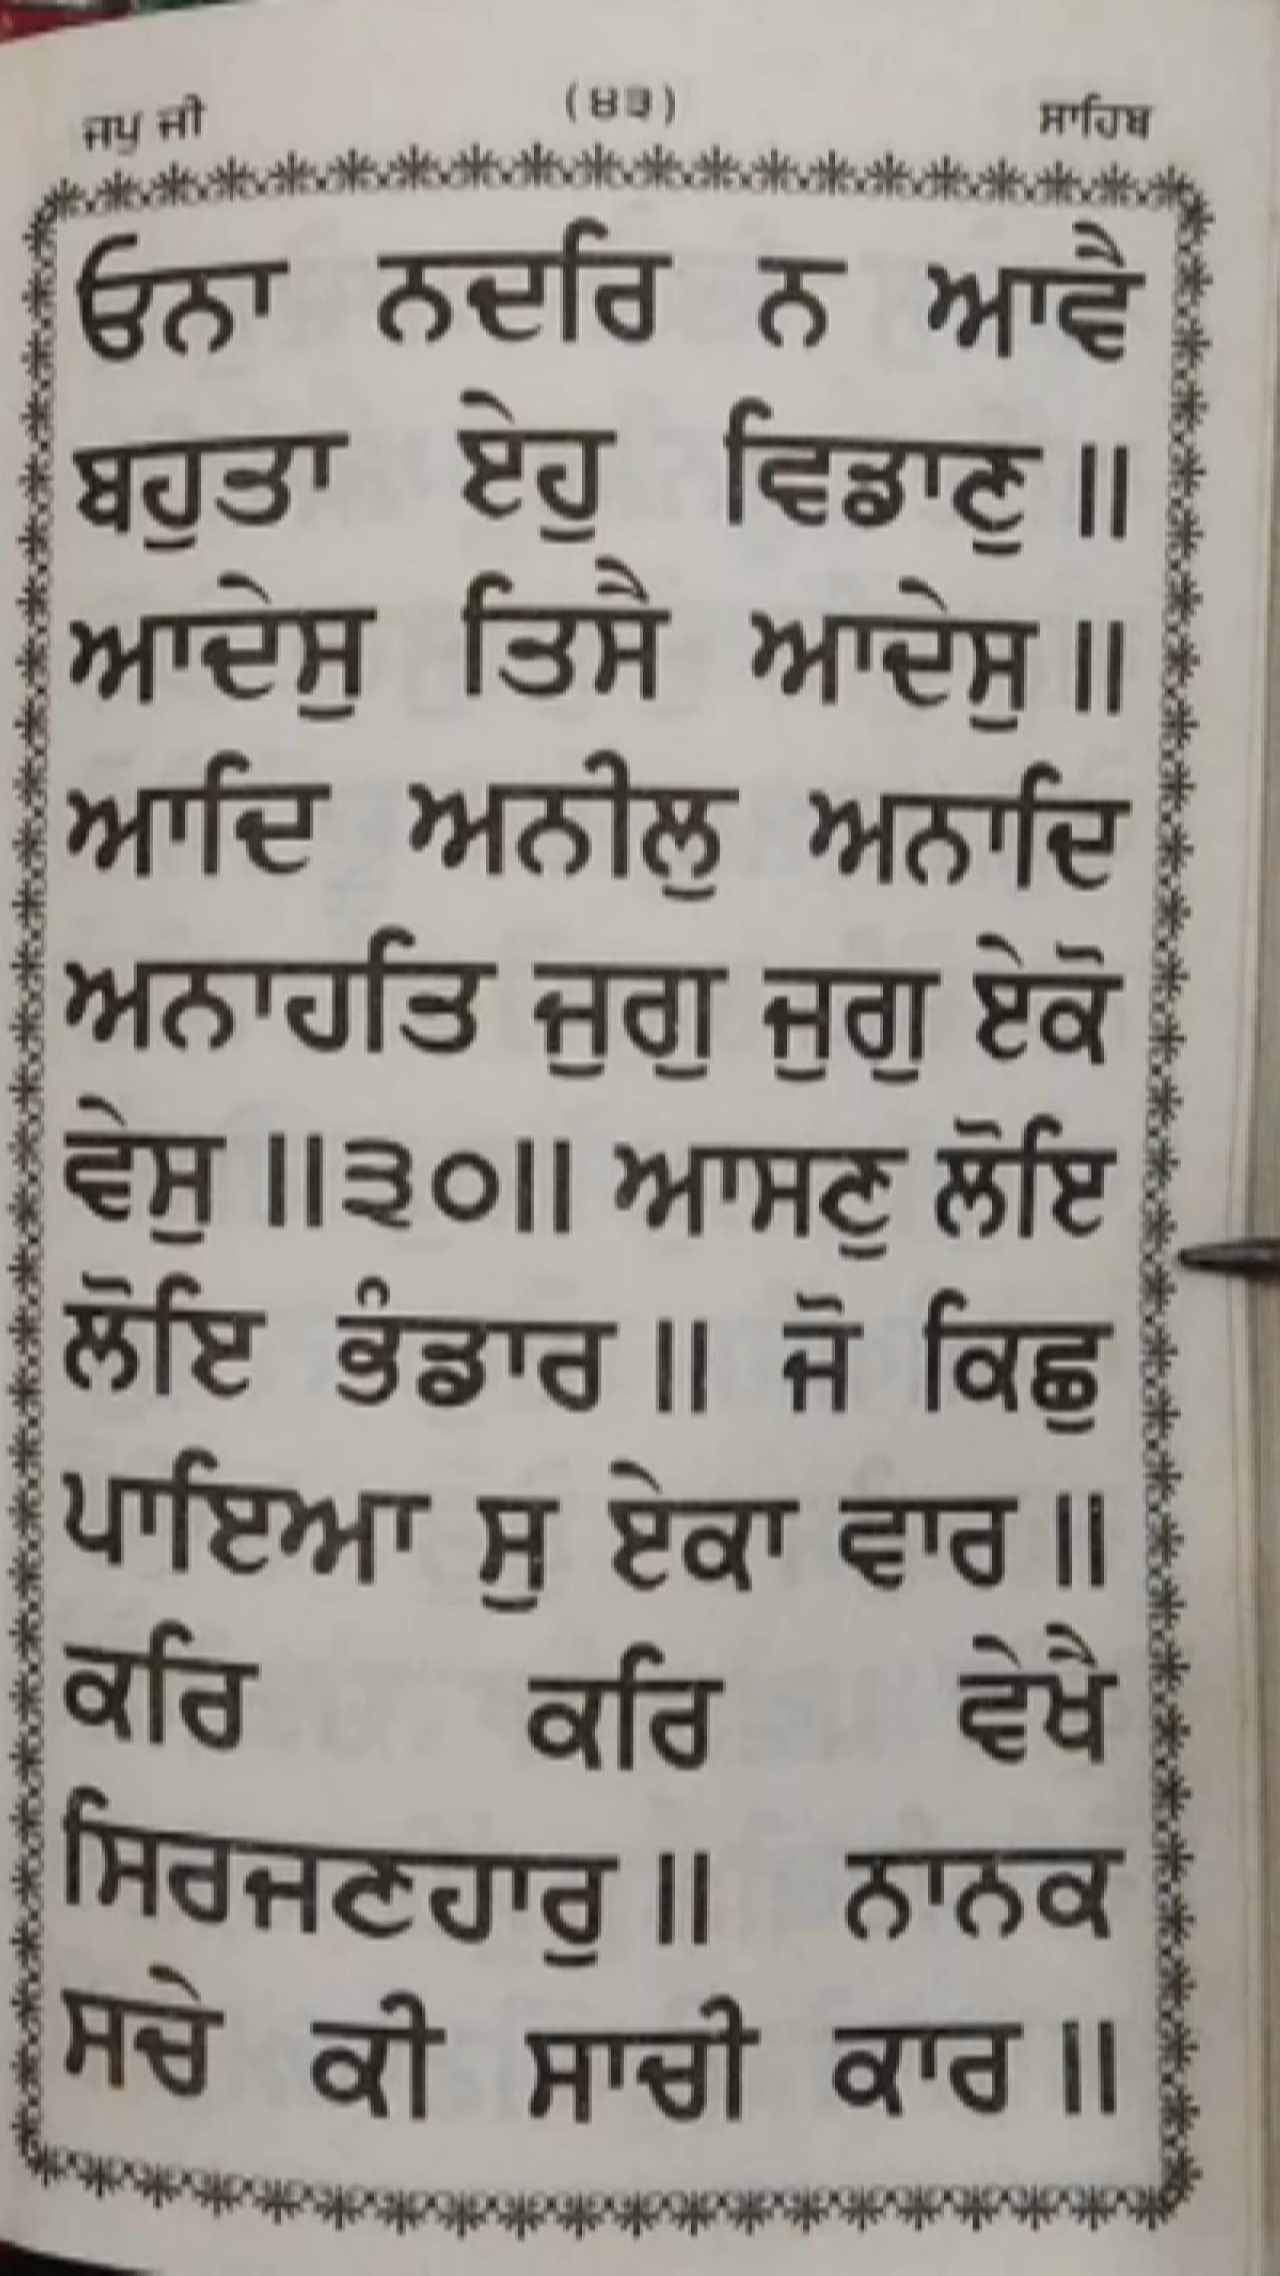 ਜਪੁ ਜੀ (੪੩) ਸਾਹਿਬ
ਓਨਾ ਨਦਰਿ ਨ ਆਵੈ
ਬਹੁਤਾ ਏਹੁ ਵਿਡਾਣੁ ॥
ਆਦੇਸੁ ਤਿਸੈ ਆਦੇਸੁ ॥
ਆਦਿ ਅਨੀਲੁ ਅਨਾਦਿ
ਅਨਾਹਤਿ ਜੁਗੁ ਜੁਗੁ ਏਕੋ
ਵੇਸੁ ॥੩੦॥ ਆਸਣੁ ਲੋਇ
ਲੋਇ ਭੰਡਾਰ ॥ ਜੋ ਕਿਛੁ
ਪਾਇਆ ਸੁ ਏਕਾ ਵਾਰ ॥
ਕਰਿ ਕਰਿ ਵੇਖੈ
ਸਿਰਜਣਹਾਰੁ ॥ ਨਾਨਕ
ਸਚੇ ਕੀ ਸਾਚੀ ਕਾਰ ॥